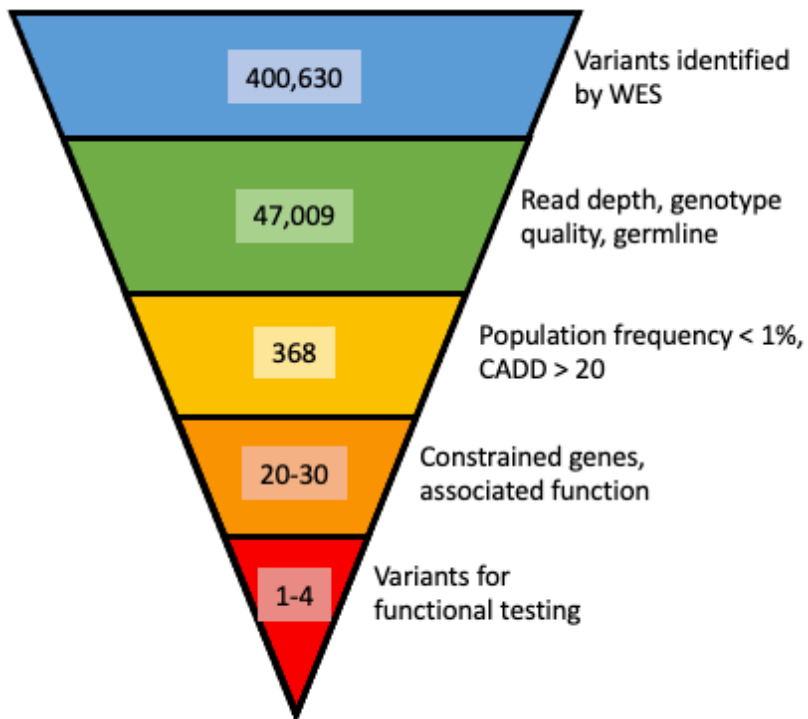 400,630
Variants identified
by WES
47,009
Read depth, genotype
quality, germline
368
Population frequency < 1%,
CADD > 20
20-30
Constrained genes,
associated function
1-4
Variants for
functional testing